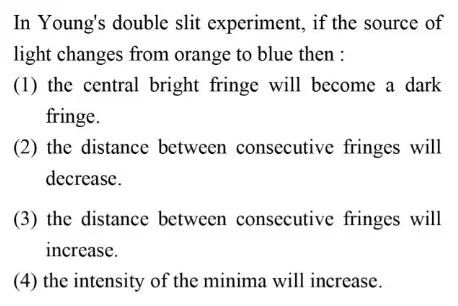 In Young's double slit experiment, if the source of
light changes from orange to blue then :
(1) the central bright fringe will become a dark
fringe.
(2) the distance between consecutive fringes will
decrease.
(3) the distance between consecutive fringes will
increase.
(4) the intensity of the minima will increase.